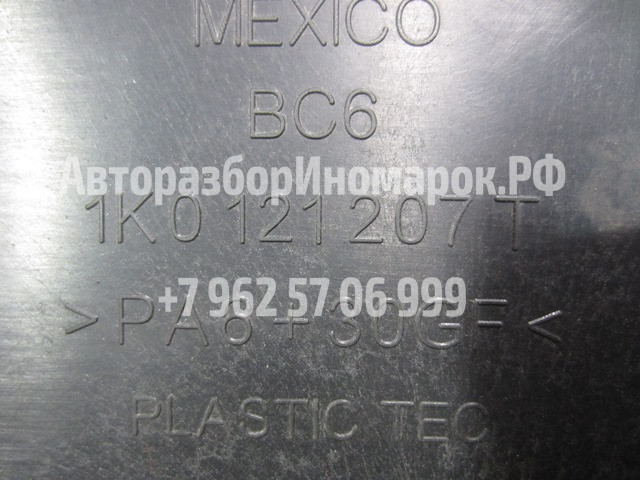 MEXICO
BC6
АвторазборИномарок.РФ
1K0 121 207 T
+7 962 57 06 999
>PA6+30GF<
PLASTIC TEC